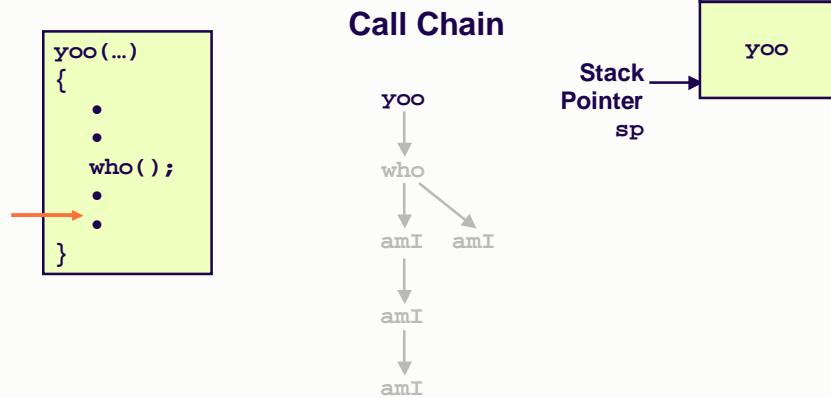 Call Chain
yoo(…)
{
•
•
who();
•
•
}
yoo
who
amI amI
amI
amI
yoo
Stack
Pointer
sp